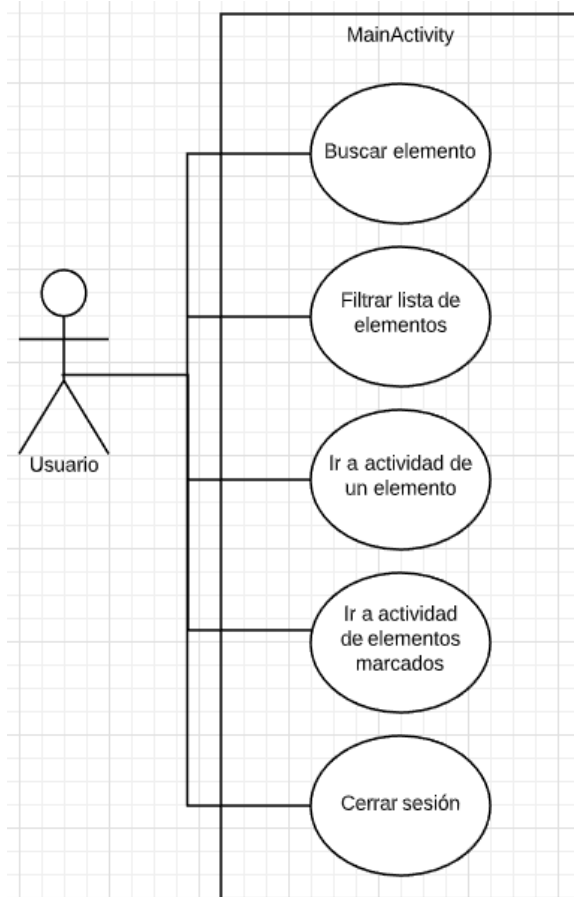 MainActivity
Buscar elemento
Filtrar lista de
elementos
Usuario
Ir a actividad de
un elemento
Ir a actividad
de elementos
marcados
Cerrar sesión